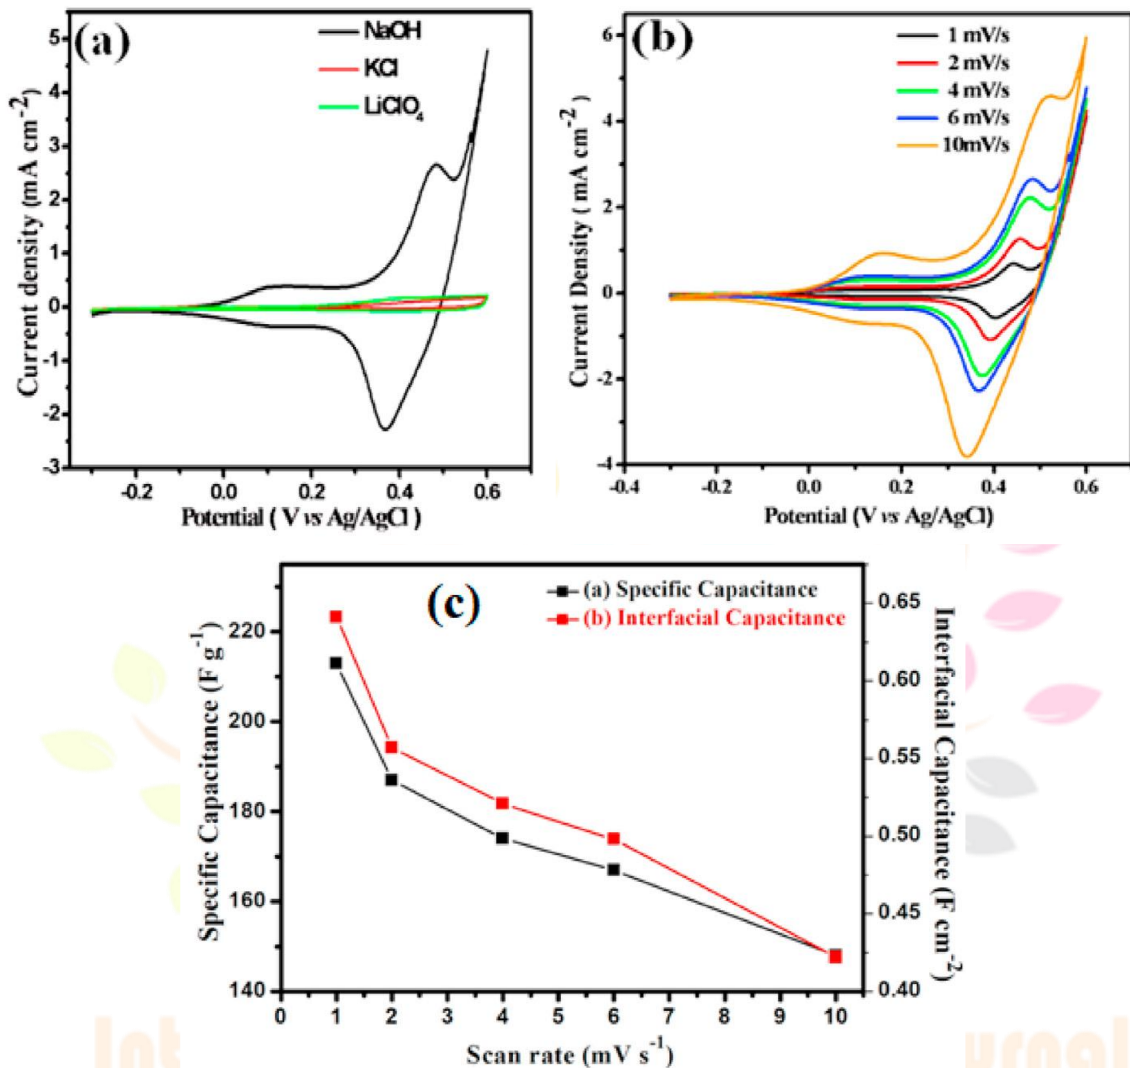 (a)
NaOH
KCl
LiClO4
Current density (mA cm-2)
5
4
3
2
1
0
-1
-2
-3
-0.2 0.0 0.2 0.4 0.6
Potential ( V vs Ag/AgCl )
(b)
1 mV/s
2 mV/s
4 mV/s
6 mV/s
10mV/s
Current Density ( mA cm-2)
6
4
2
0
-2
-4
-0.4 -0.2 0.0 0.2 0.4 0.6
Potential (V vs Ag/AgCl)
(c)
(a) Specific Capacitance
(b) Interfacial Capacitance
Specific Capacitance (F g-1)
220
200
180
160
140
Interfacial Capacitance (F cm-2)
0.65
0.60
0.55
0.50
0.45
0.40
0 1 2 3 4 5 6 7 8 9 10
Scan rate (mV s-1)
Int
urnal